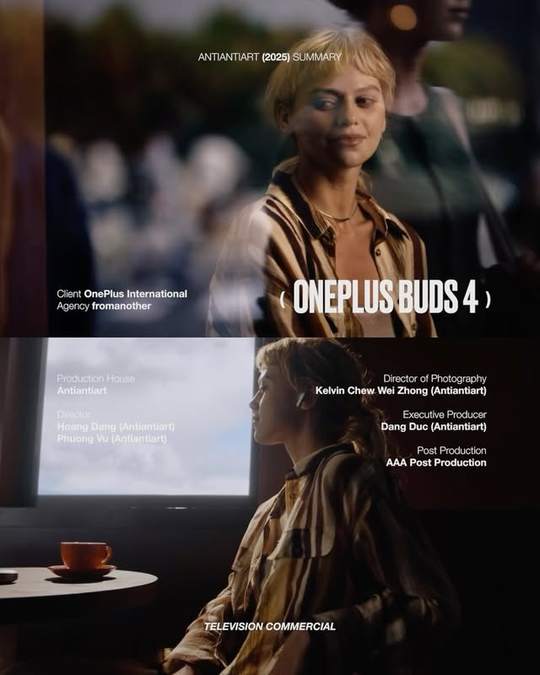 ANTIANTIART (2025) SUMMARY
Client OnePlus International
Agency fromanother
( ONEPLUS BUDS 4 )
Production House
Antiantiart
Director
Hoang Dang (Antiantiart)
Phuong Vu (Antiantiart)
Director of Photography
Kelvin Chew Wei Zhong (Antiantiart)
Executive Producer
Dang Duc (Antiantiart)
Post Production
AAA Post Production
TELEVISION COMMERCIAL